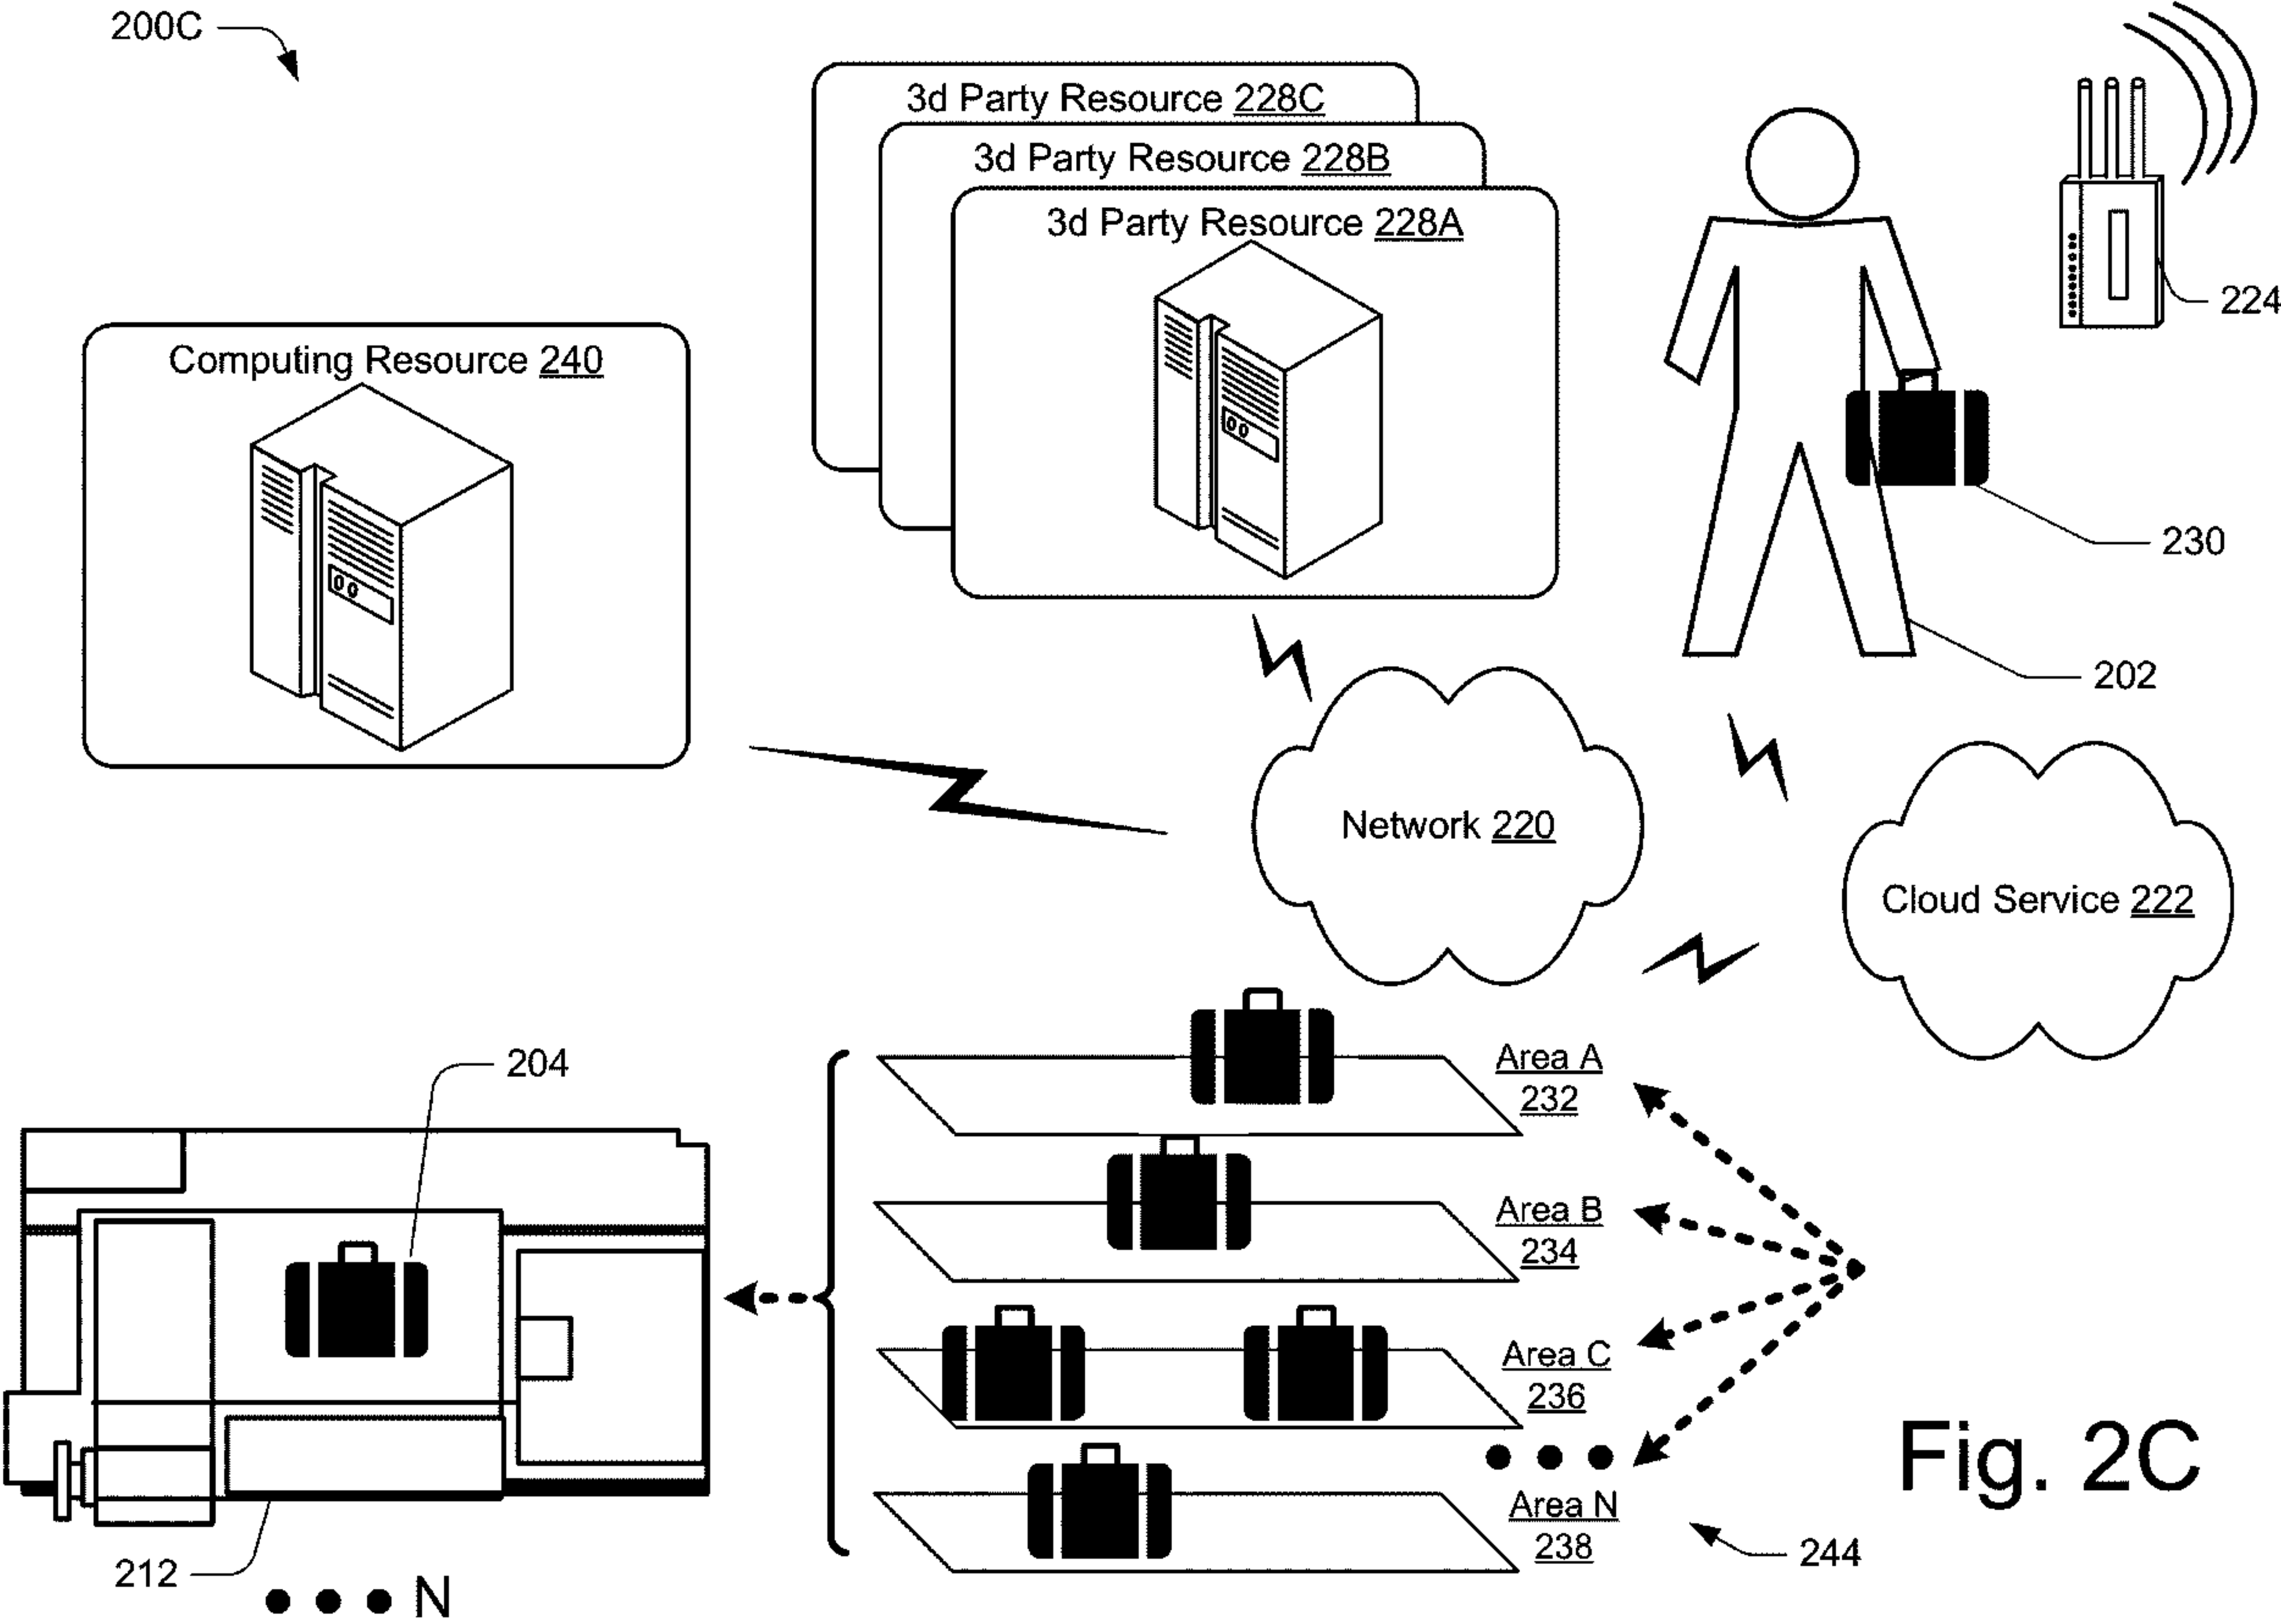 200C
3d Party Resource 228C
3d Party Resource 228B
3d Party Resource 228A
224
Computing Resource 240
230
202
Network 220
Cloud Service 222
204
Area A
232
Area B
234
Area C
236
Fig. 2C
Area N
238
244
212
N